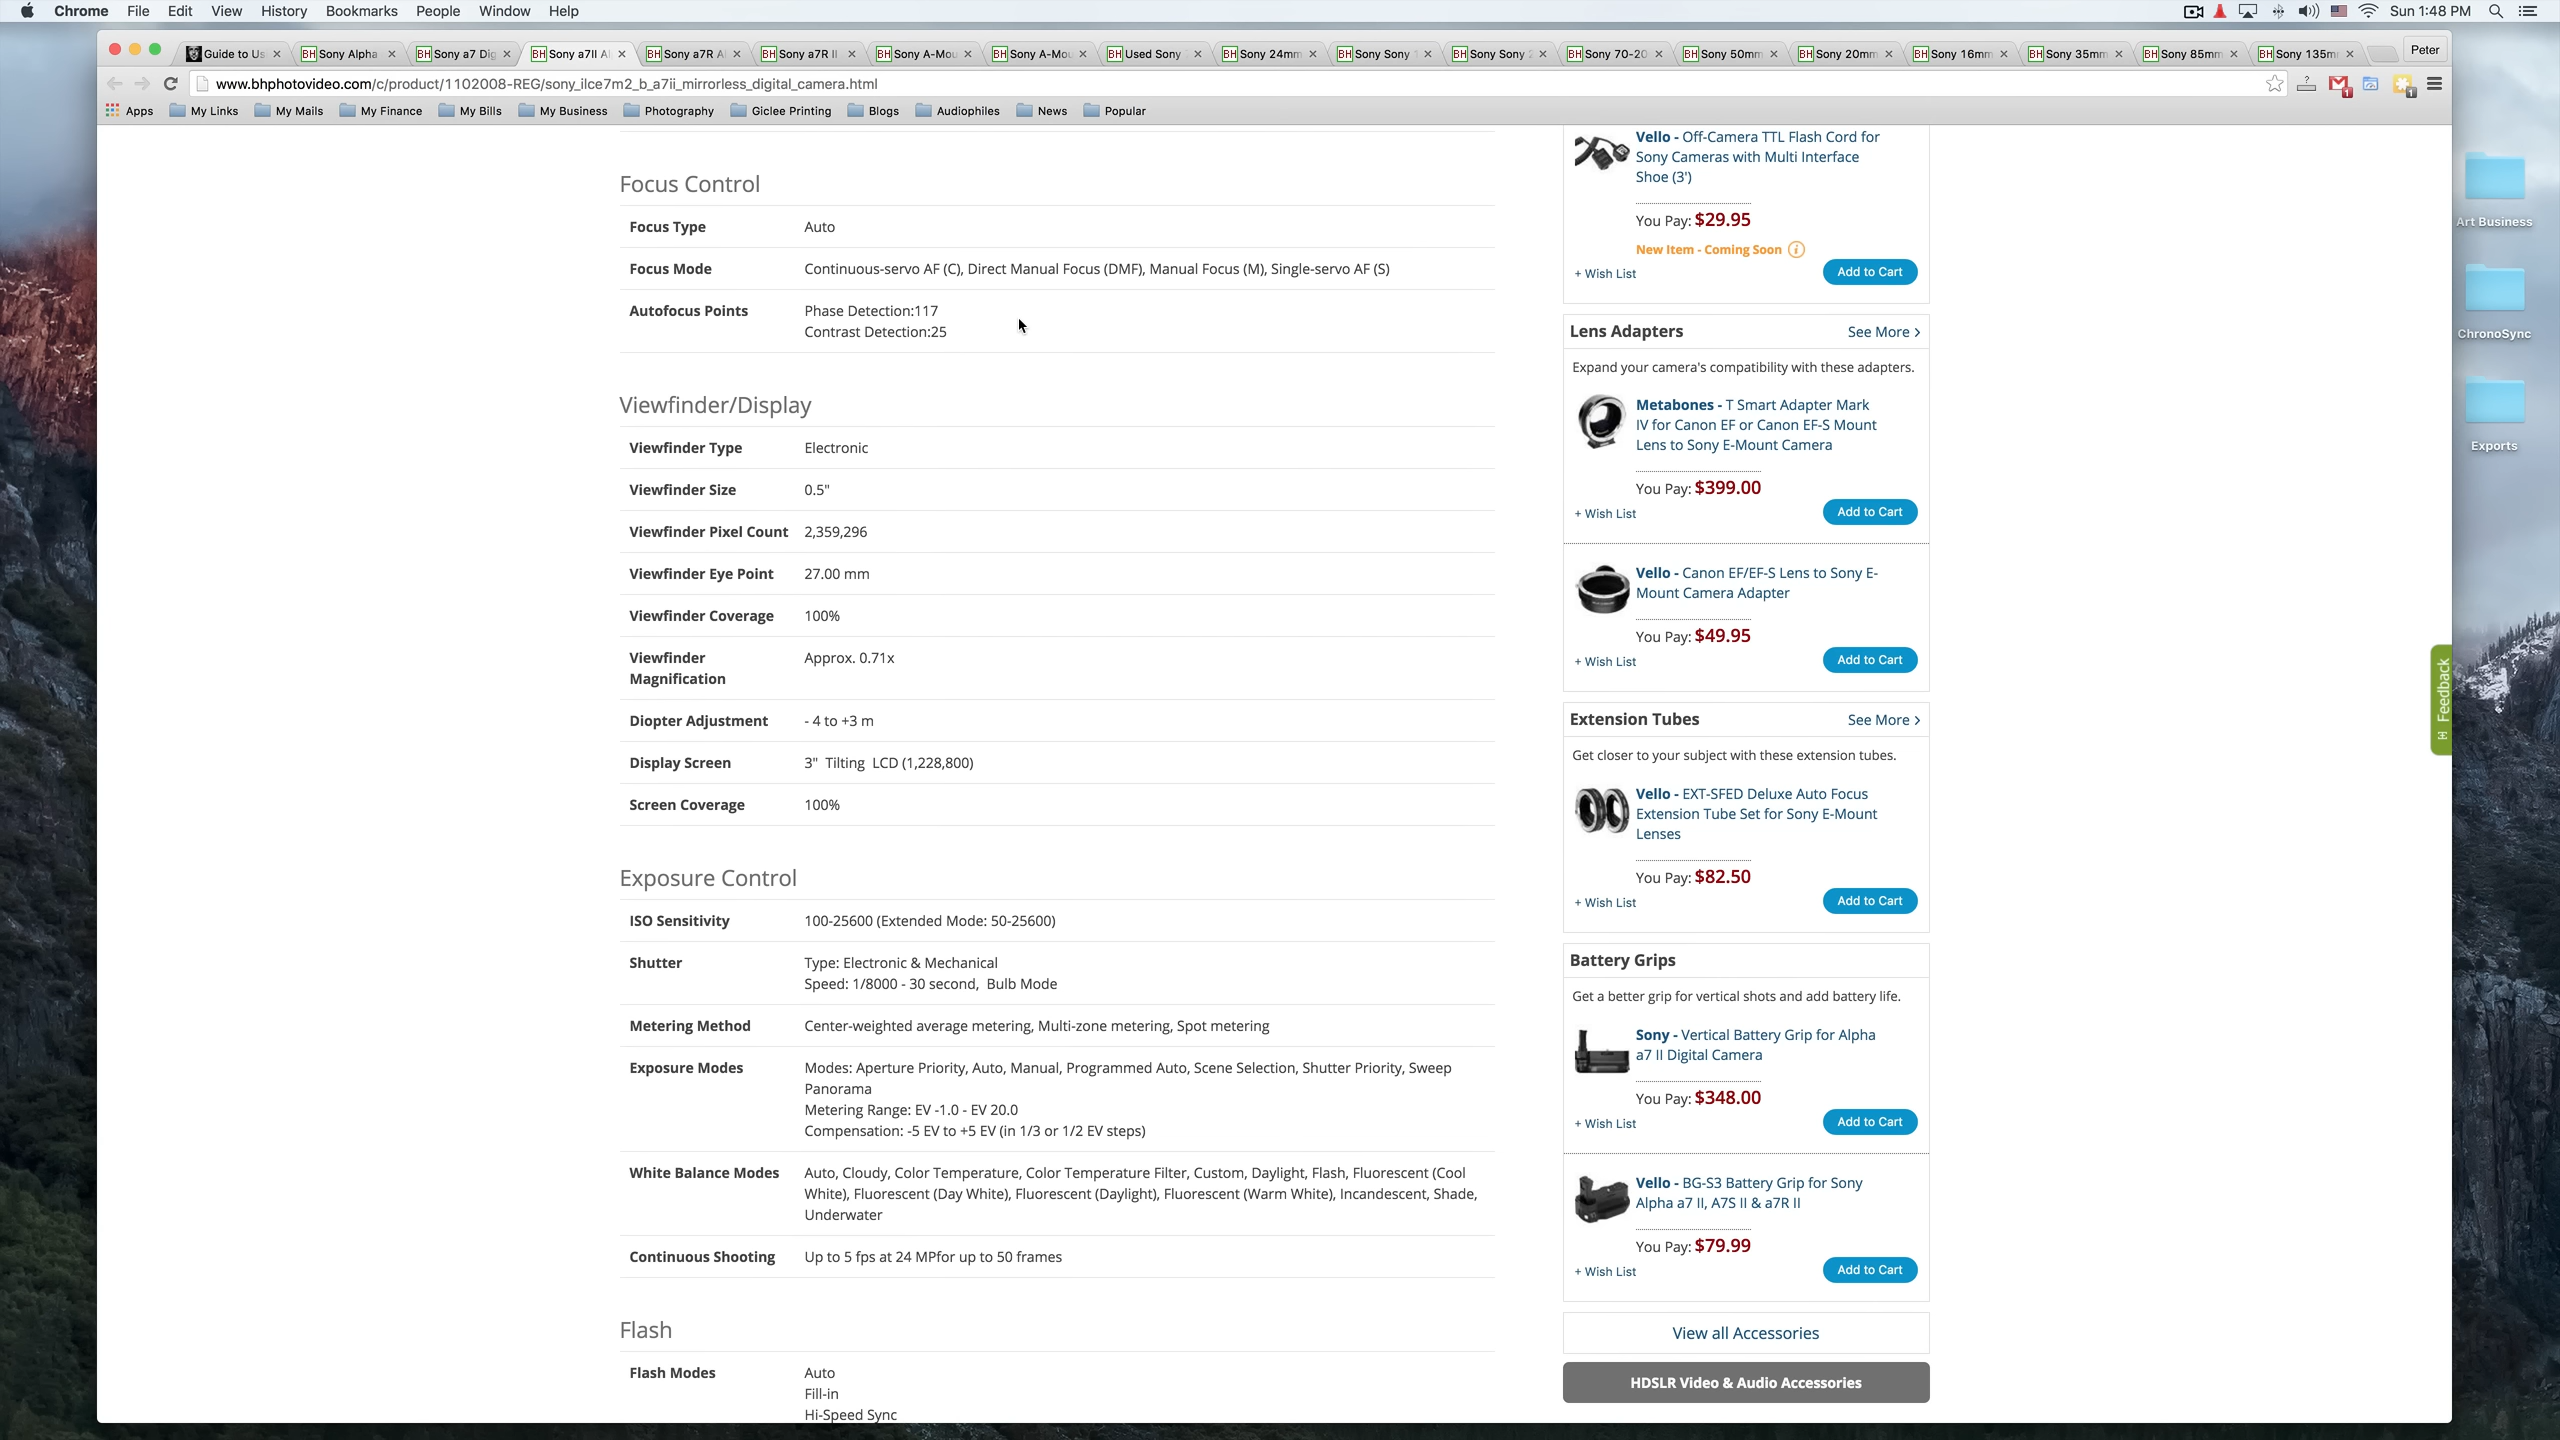 Chrome File Edit View History Bookmarks People Window Help Sun 1:48 PM
Guide to Us Sony Alpha Sony a7 Dig Sony a7II Al Sony a7R A Sony a7R II Sony A-Mou Sony A-Mou Used Sony Sony 24mm Sony Sony Sony Sony 2 Sony 70-20 Sony 50mm Sony 20mm Sony 16mm Sony 35mm Sony 85mm Sony 135m Peter
www.bhphotovideo.com/c/product/1102008-REG/sony_ilce7m2_b_a7ii_mirrorless_digital_camera.html
Apps My Links My Mails My Finance My Bills My Business Photography Giclee Printing Blogs Audiophiles News Popular
Focus Control
Focus Type Auto
Focus Mode Continuous-servo AF (C), Direct Manual Focus (DMF), Manual Focus (M), Single-servo AF (S)
Autofocus Points Phase Detection:117
Contrast Detection:25
Viewfinder/Display
Viewfinder Type Electronic
Viewfinder Size 0.5"
Viewfinder Pixel Count 2,359,296
Viewfinder Eye Point 27.00 mm
Viewfinder Coverage 100%
Viewfinder Approx. 0.71x
Magnification
Diopter Adjustment - 4 to +3 m
Display Screen 3" Tilting LCD (1,228,800)
Screen Coverage 100%
Exposure Control
ISO Sensitivity 100-25600 (Extended Mode: 50-25600)
Shutter Type: Electronic & Mechanical
Speed: 1/8000 - 30 second, Bulb Mode
Metering Method Center-weighted average metering, Multi-zone metering, Spot metering
Exposure Modes Modes: Aperture Priority, Auto, Manual, Programmed Auto, Scene Selection, Shutter Priority, Sweep
Panorama
Metering Range: EV -1.0 - EV 20.0
Compensation: -5 EV to +5 EV (in 1/3 or 1/2 EV steps)
White Balance Modes Auto, Cloudy, Color Temperature, Color Temperature Filter, Custom, Daylight, Flash, Fluorescent (Cool
White), Fluorescent (Day White), Fluorescent (Daylight), Fluorescent (Warm White), Incandescent, Shade,
Underwater
Continuous Shooting Up to 5 fps at 24 MPfor up to 50 frames
Flash
Flash Modes Auto
Fill-in
Hi-Speed Sync
Vello - Off-Camera TTL Flash Cord for
Sony Cameras with Multi Interface
Shoe (3')
You Pay: $29.95
New Item - Coming Soon i
+ Wish List Add to Cart
Lens Adapters See More >
Expand your camera's compatibility with these adapters.
Metabones - T Smart Adapter Mark
IV for Canon EF or Canon EF-S Mount
Lens to Sony E-Mount Camera
You Pay: $399.00
+ Wish List Add to Cart
Vello - Canon EF/EF-S Lens to Sony E-
Mount Camera Adapter
You Pay: $49.95
+ Wish List Add to Cart
Extension Tubes See More >
Get closer to your subject with these extension tubes.
Vello - EXT-SFED Deluxe Auto Focus
Extension Tube Set for Sony E-Mount
Lenses
You Pay: $82.50
+ Wish List Add to Cart
Battery Grips
Get a better grip for vertical shots and add battery life.
Sony - Vertical Battery Grip for Alpha
a7 II Digital Camera
You Pay: $348.00
+ Wish List Add to Cart
Vello - BG-S3 Battery Grip for Sony
Alpha a7 II, A7S II & a7R II
You Pay: $79.99
+ Wish List Add to Cart
View all Accessories
HDSLR Video & Audio Accessories
Feedback
Art Business
ChronoSync
Exports